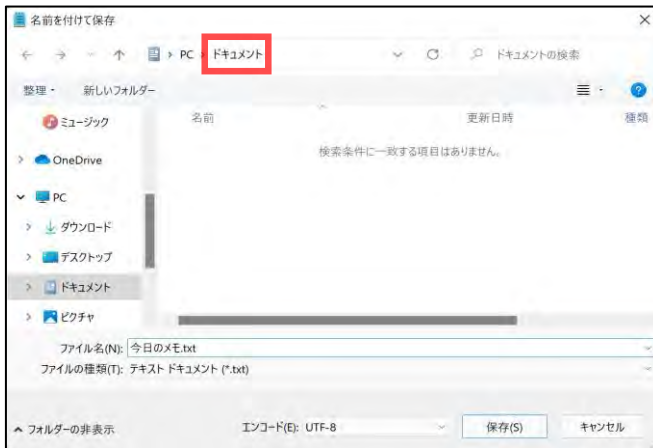 名前を付けて保存
PC > ドキュメント
ドキュメントの検索
整理
新しいフォルダー
名前
更新日時
種類
ミュージック
検索条件に一致する項目はありません。
OneDrive
PC
ダウンロード
デスクトップ
ドキュメント
ピクチャ
ファイル名(N): 今日のメモ.txt
ファイルの種類(T): テキスト ドキュメント (*.txt)
フォルダーの非表示
エンコード(E): UTF-8
保存(S)
キャンセル